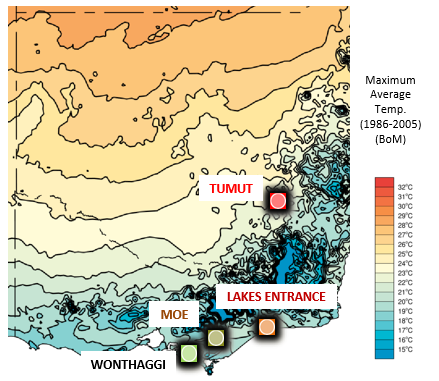 Maximum
Average
Temp.
(1986-2005)
(BoM)
TUMUT
LAKES ENTRANCE
MOE
WONTHAGGI
32°C
31°C
30°C
29°C
28°C
27°C
26°C
25°C
24°C
23°C
22°C
21°C
20°C
19°C
18°C
17°C
16°C
15°C